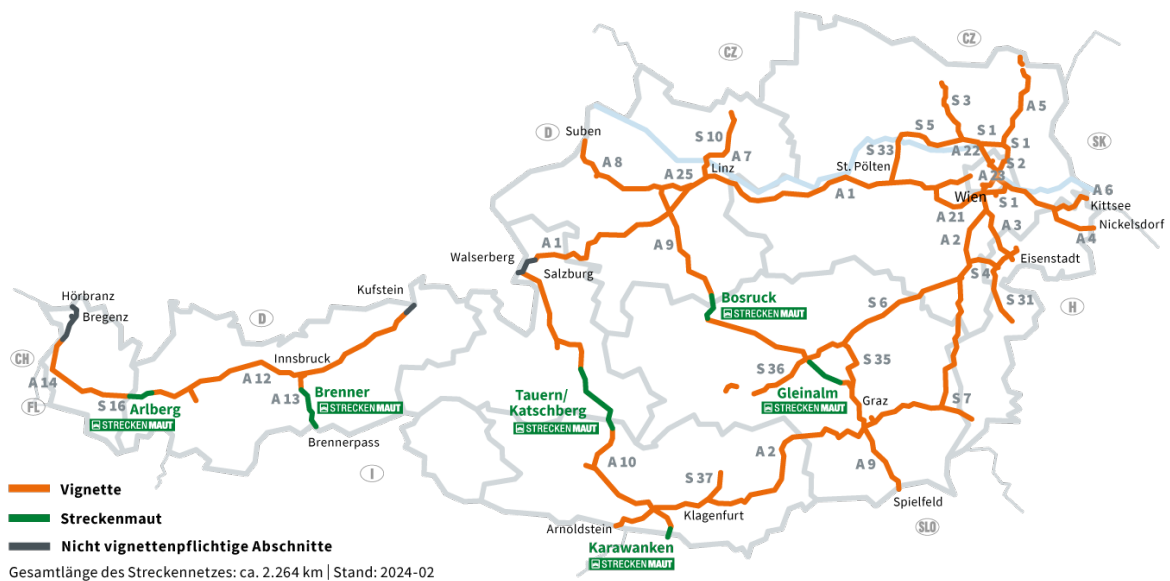 CZ
CZ
S 3
A 5
D
Suben
S 10
S 5
S 1
S 33
A 22
S 1
SK
A 8
A 7
St. Pölten
S 2
A 25
Linz
A 23
A 1
Wien
S 1
A 6
Kittsee
A 21
A 3
Nickelsdorf
A 4
A 1
A 9
A 2
Walserberg
Salzburg
Eisenstadt
S 4
Hörbranz
Bregenz
Kufstein
Bosruck
STRECKENMAUT
S 6
S 31
H
D
CH
Innsbruck
S 35
S 36
A 14
A 12
FL
S 16
Arlberg
STRECKENMAUT
A 13
Brenner
STRECKENMAUT
Tauern/
Katschberg
STRECKENMAUT
Gleinalm
STRECKENMAUT
Graz
S 7
Brennerpass
A 10
A 2
A 9
I
S 37
Spielfeld
Klagenfurt
Arnoldstein
SLO
Karawanken
STRECKENMAUT
Vignette
Streckenmaut
Nicht vignettenpflichtige Abschnitte
Gesamtlänge des Streckennetzes: ca. 2.264 km | Stand: 2024-02